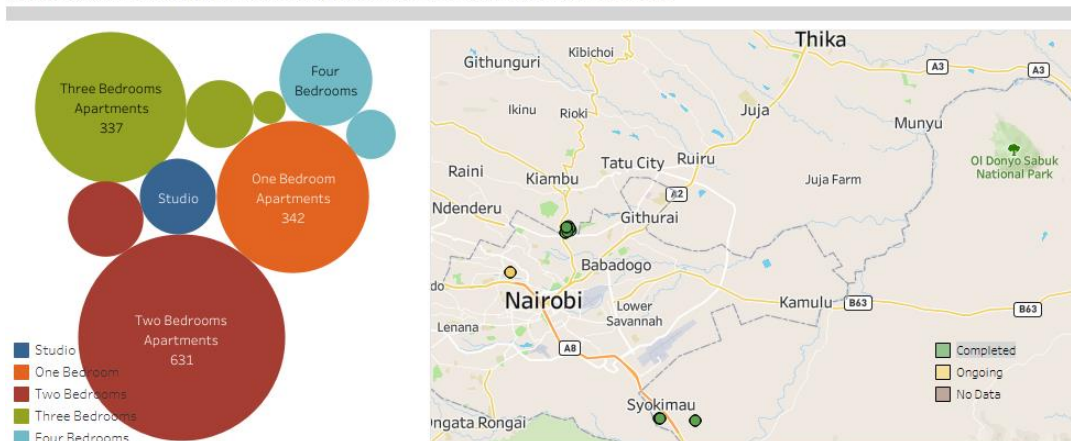 Three Bedrooms
Apartments
337
Four
Bedrooms
Studio
One Bedroom
Apartments
342
Two Bedrooms
Apartments
631
Studio
One Bedroom
Two Bedrooms
Three Bedrooms
Four Bedrooms
Thika
Kibichoi
Githunguri
A3
A3
Ikinu
Rioki
Juja
Munyu
Ol Donyo Sabuk
National Park
Tatu City
Ruiru
Raini
Kiambu
Juja Farm
A2
Ndenderu
Githurai
Babadogo
do
Nairobi
Lower
Savannah
Kamulu
B63
B63
Lenana
A8
Completed
Ongoing
No Data
Syokimau
Ongata Rongai